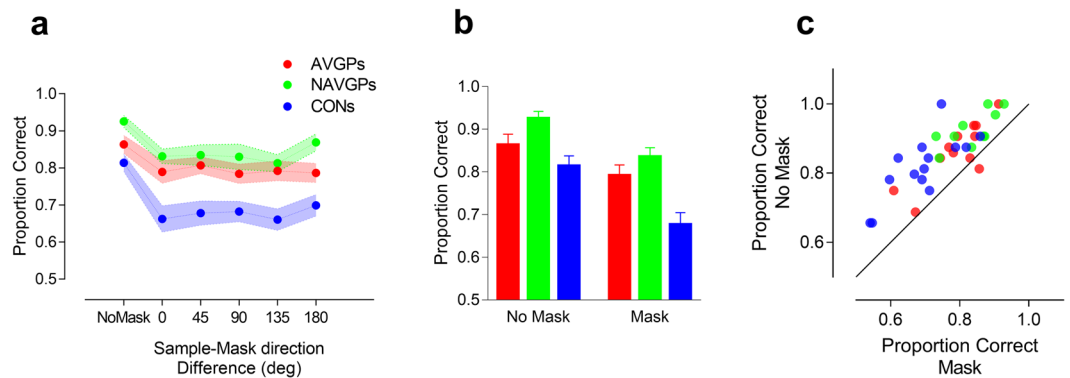 a
AVGPs
NAVGPs
CONs
Proportion Correct
1.0
0.9
0.8
0.7
0.6
0.5
NoMask 0 45 90 135 180
Sample-Mask direction
Difference (deg)
b
Proportion Correct
1.0
0.9
0.8
0.7
0.6
0.5
No Mask Mask
c
Proportion Correct
No Mask
1.0
0.8
0.6
0.6 0.8 1.0
Proportion Correct
Mask